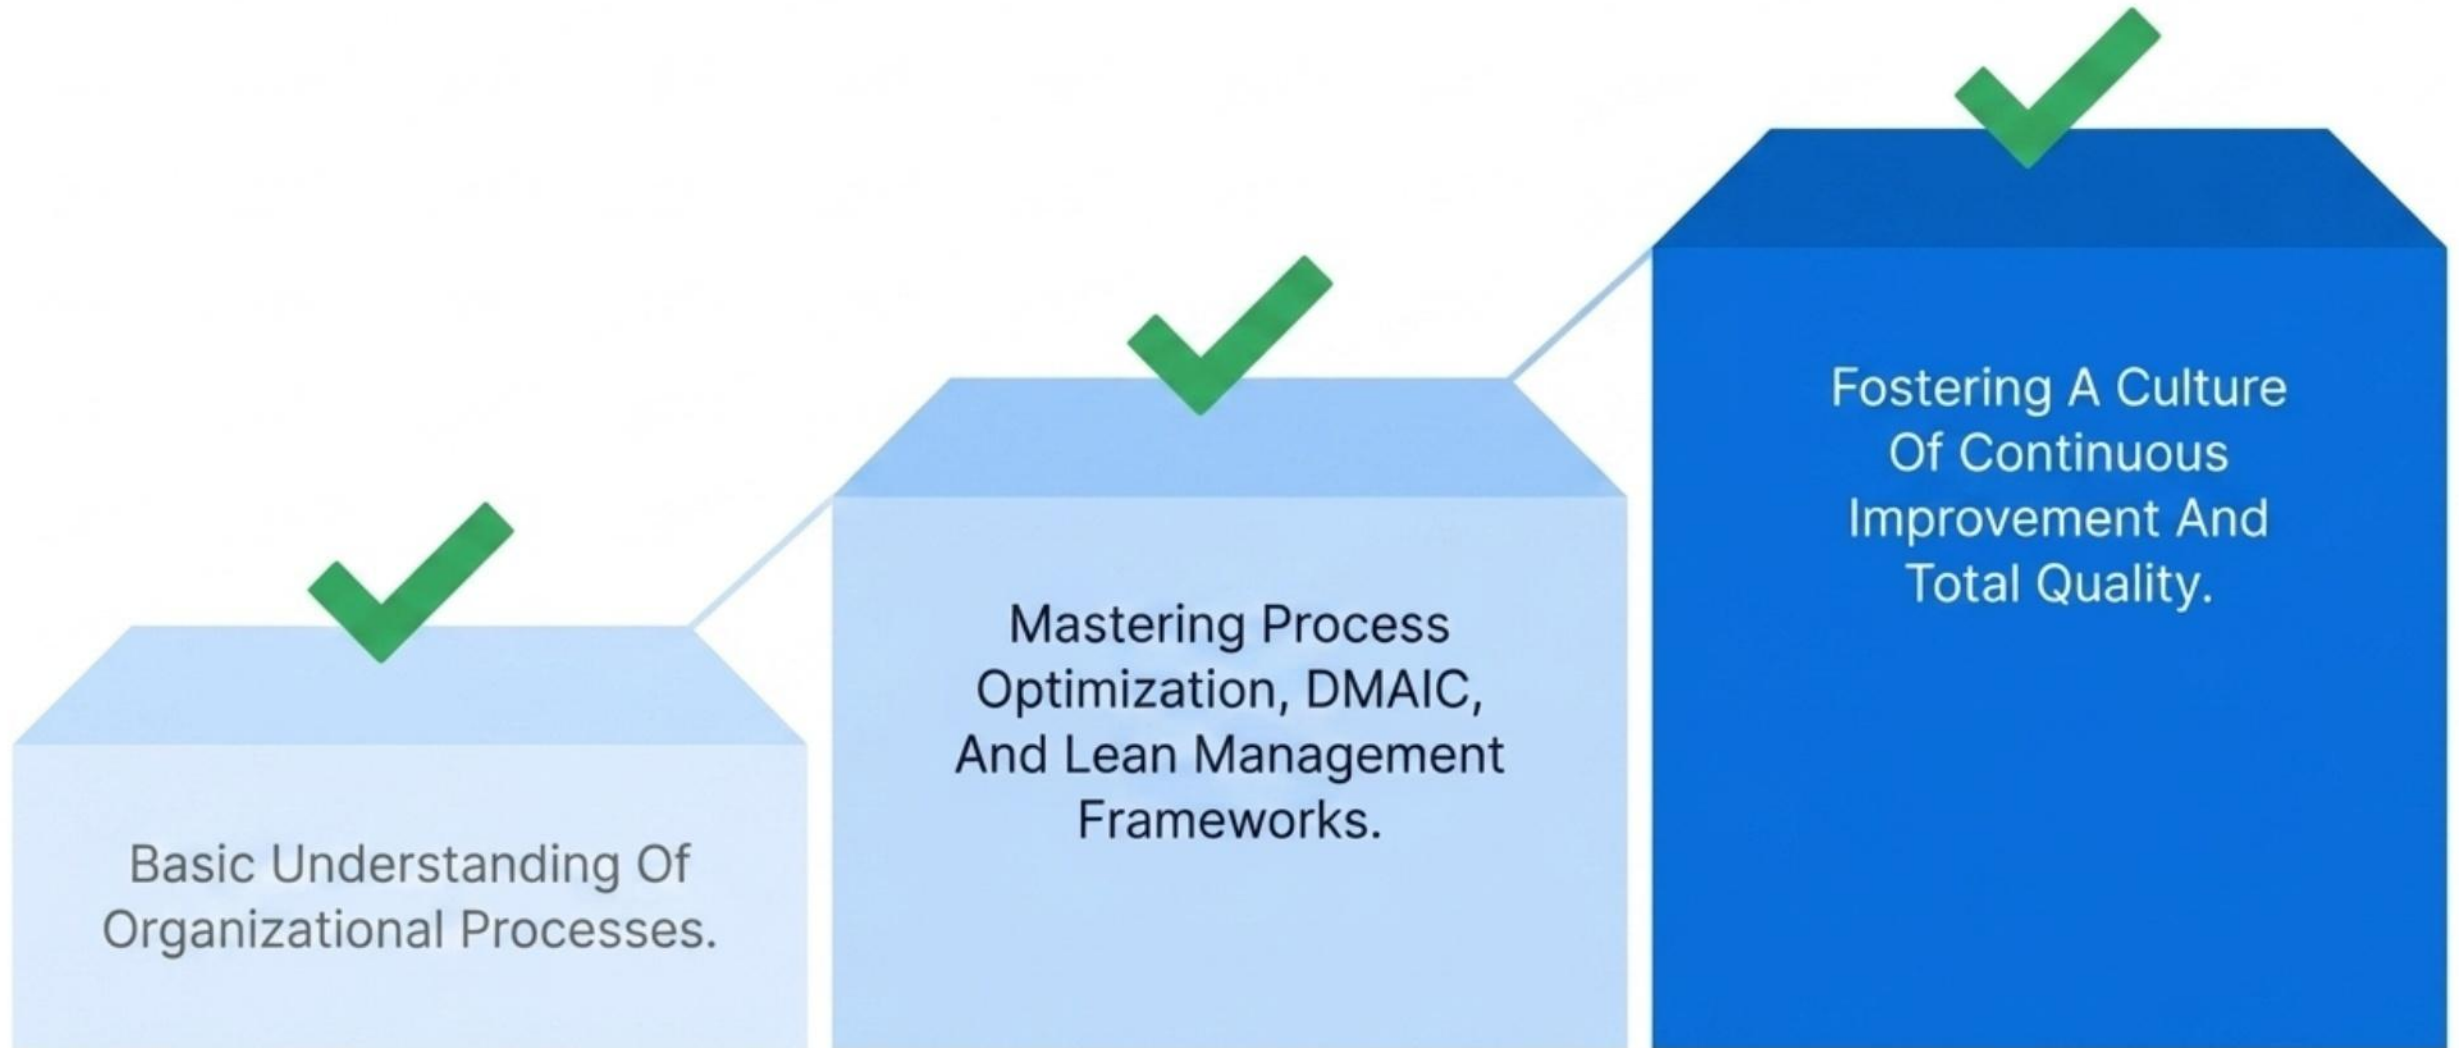 Basic Understanding Of
Organizational Processes.
Mastering Process
Optimization, DMAIC,
And Lean Management
Frameworks.
Fostering A Culture
Of Continuous
Improvement And
Total Quality.